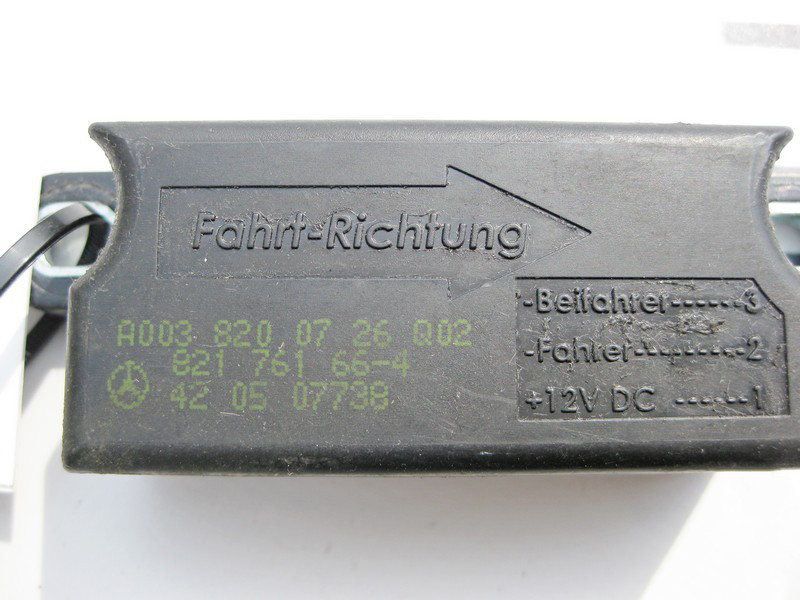 Fahrt-Richtung
A003 820 07 26 Q02
821 761 66-4
42 05 07738
-Beifahrer------3
-Fahrer---------2
+12V DC -----1